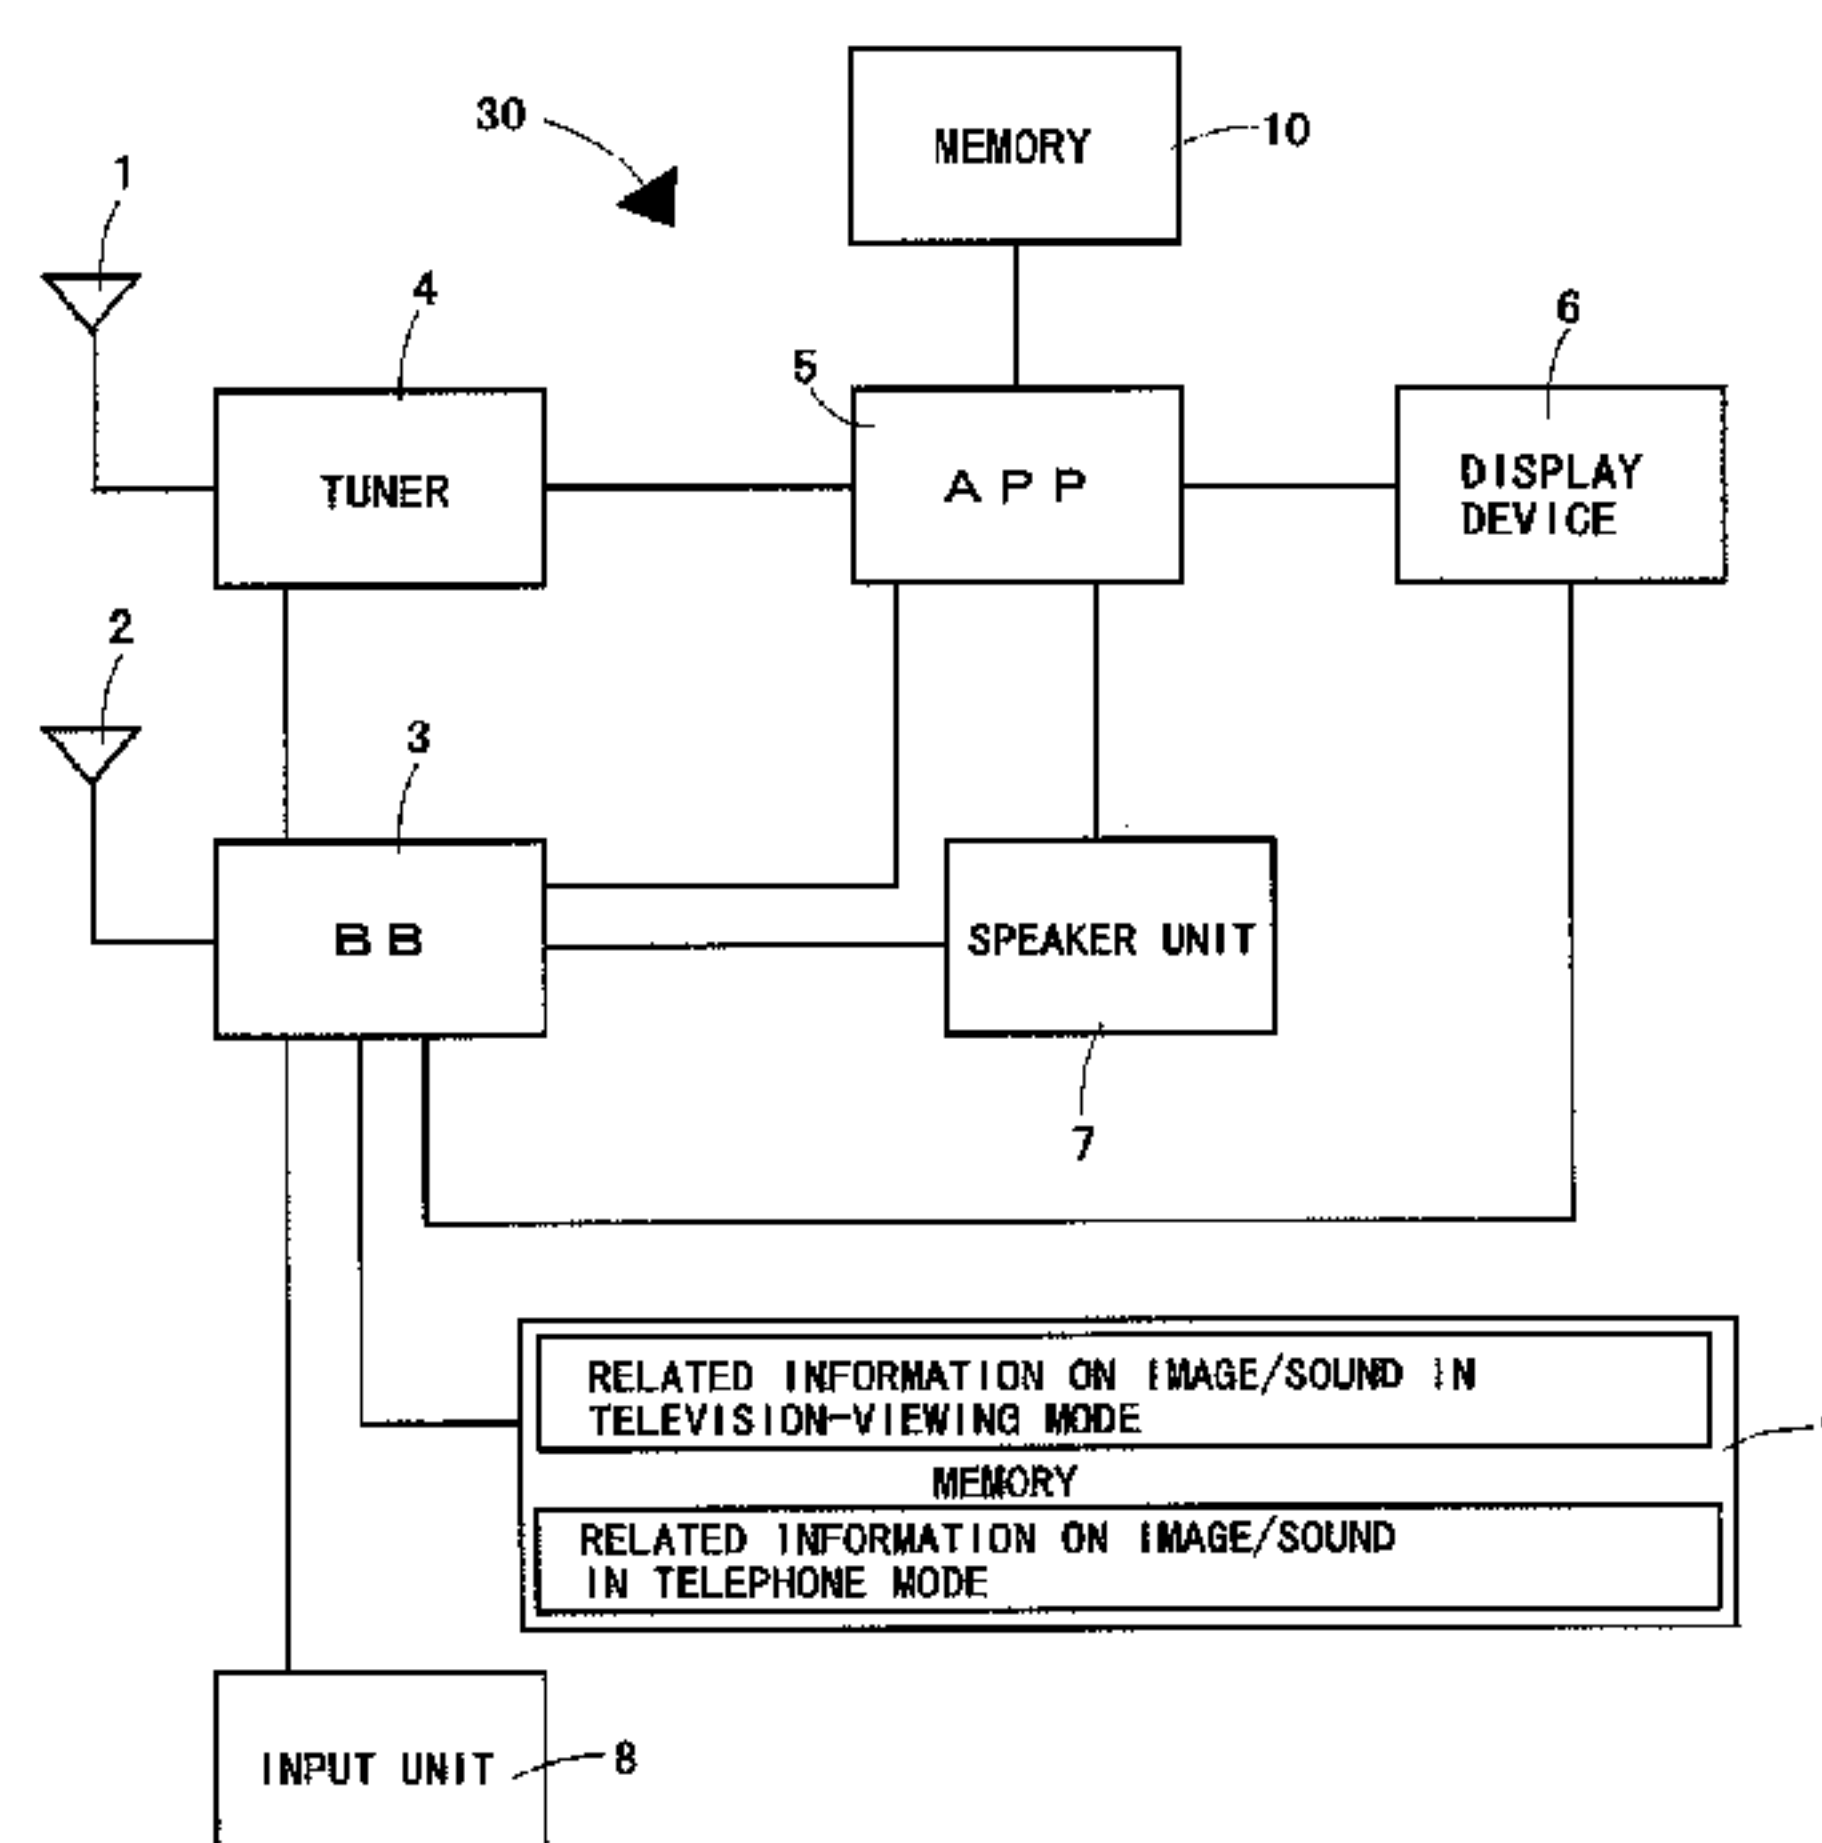 30
MEMORY
10
1
4
5
6
TUNER
APP
DISPLAY
DEVICE
2
3
BB
SPEAKER UNIT
7
RELATED INFORMATION ON IMAGE/SOUND IN
TELEVISION-VIEWING MODE
MEMORY
RELATED INFORMATION ON IMAGE/SOUND
IN TELEPHONE MODE
INPUT UNIT
8